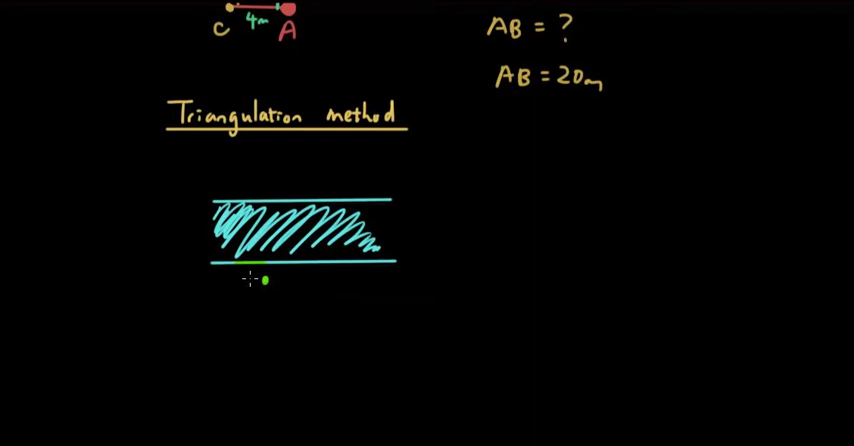 4m
C A
AB = ?
AB = 20m
Triangulation method